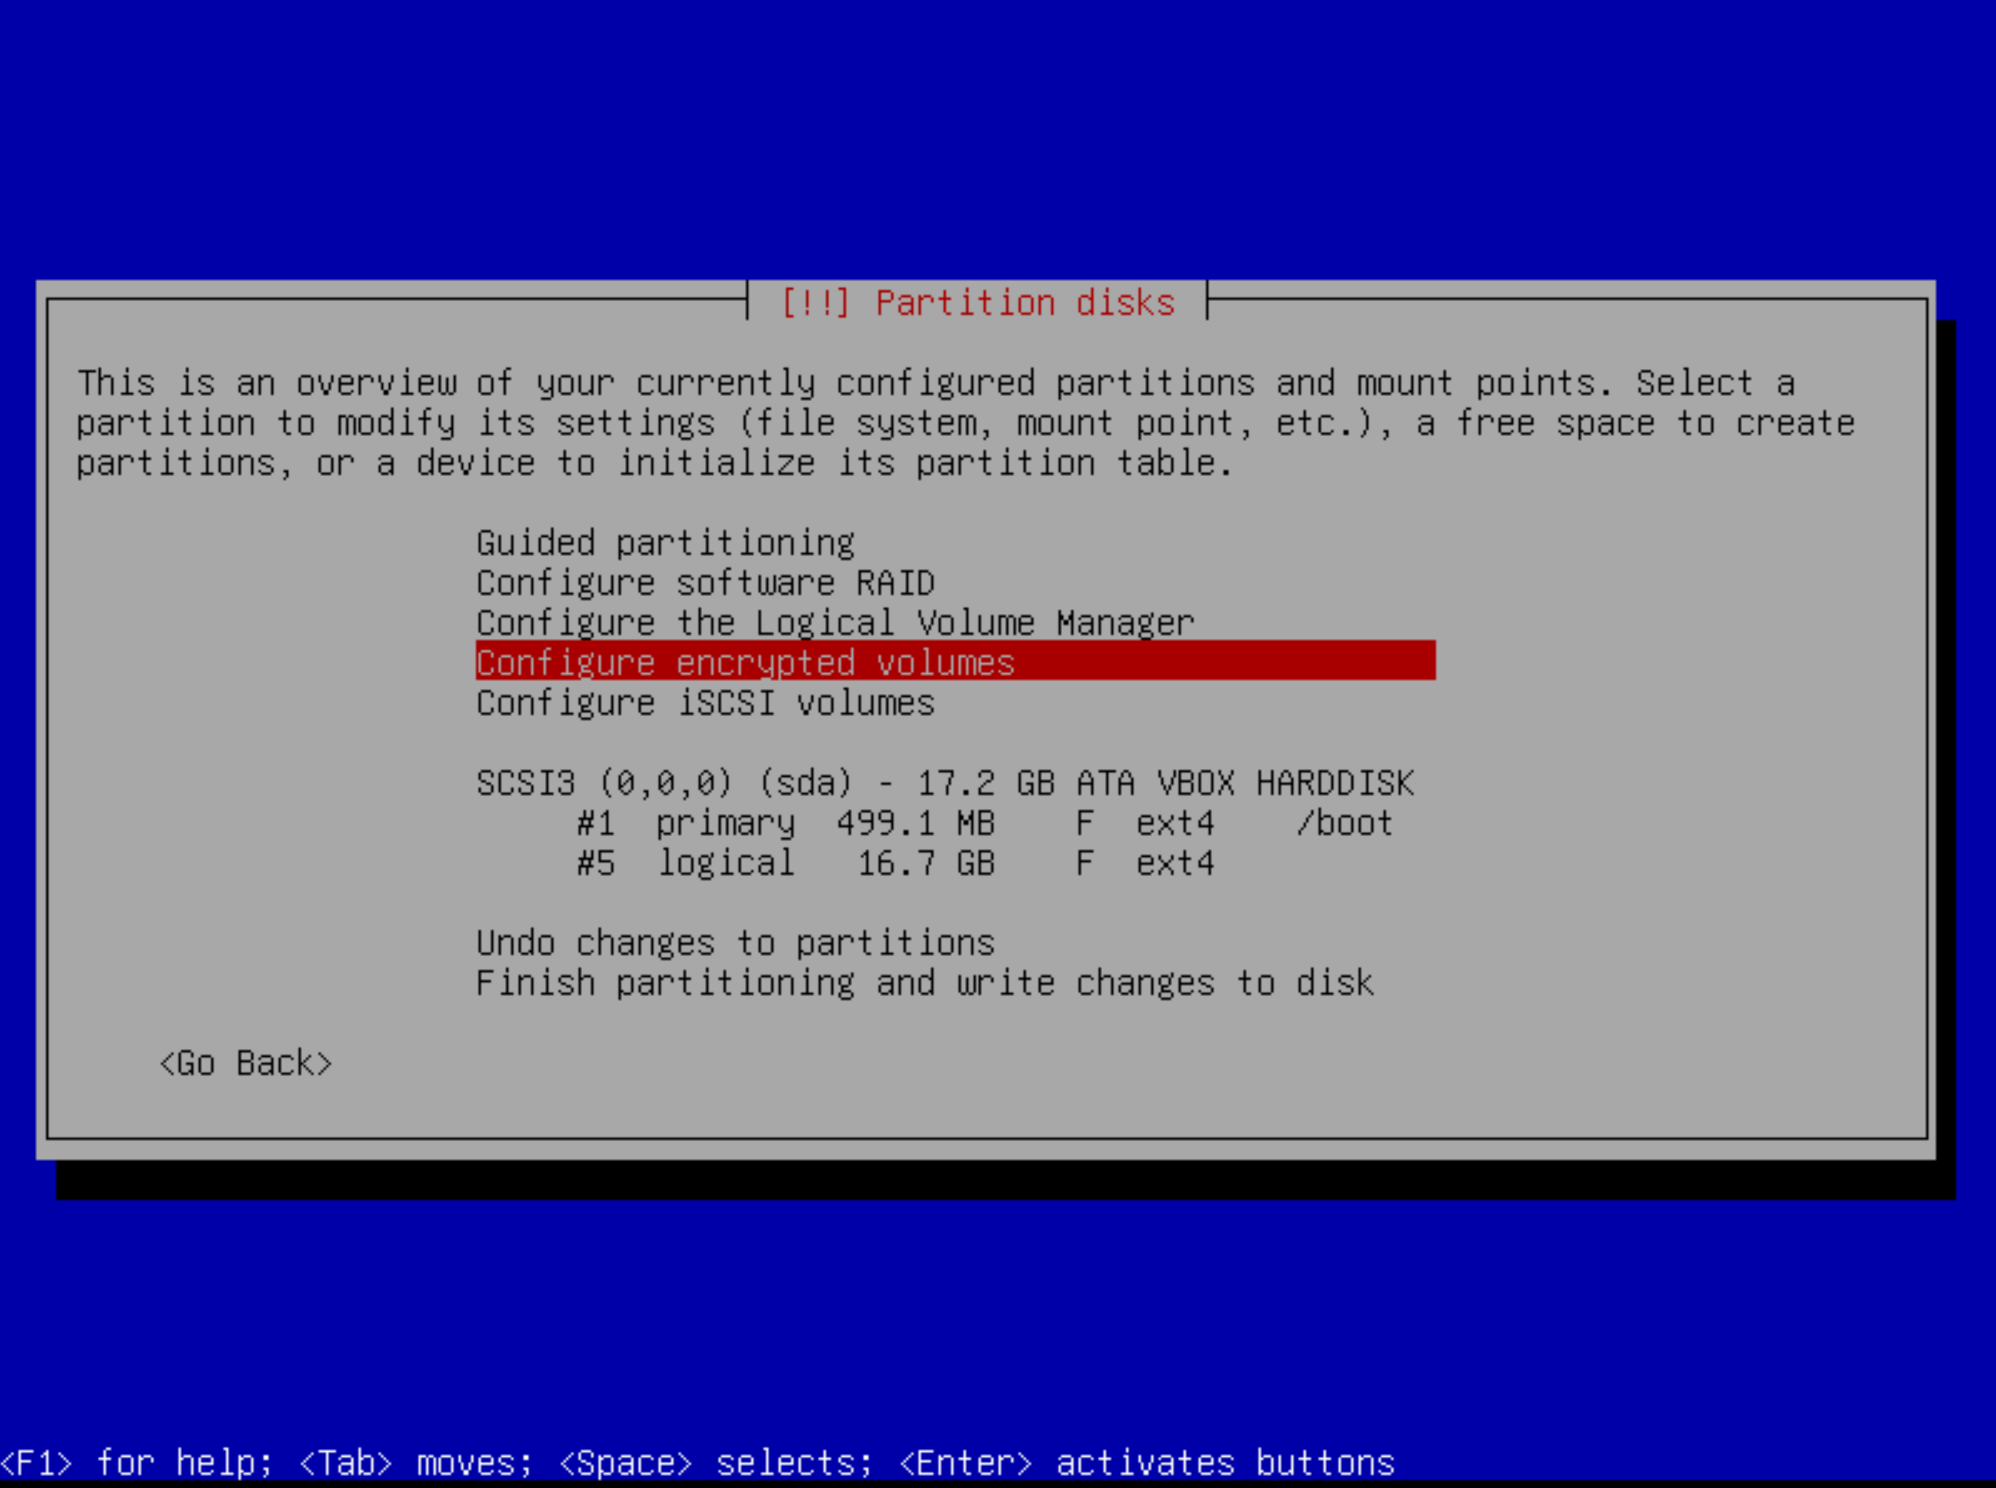 [!!] Partition disks
This is an overview of your currently configured partitions and mount points. Select a
partition to modify its settings (file system, mount point, etc.), a free space to create
partitions, or a device to initialize its partition table.
Guided partitioning
Configure software RAID
Configure the Logical Volume Manager
Configure encrypted volumes
Configure iSCSI volumes
SCSI3 (0,0,0) (sda) - 17.2 GB ATA VBOX HARDDISK
#1 primary 499.1 MB F ext4 /boot
#5 logical 16.7 GB F ext4
Undo changes to partitions
Finish partitioning and write changes to disk
<Go Back>
<F1> for help; <Tab> moves; <Space> selects; <Enter> activates buttons